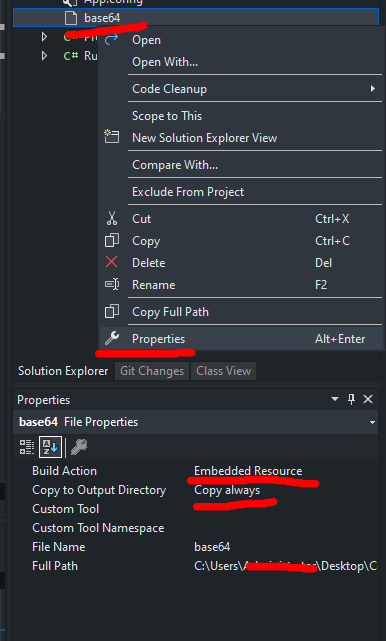 App.config
base64
C# Pr
C# Ru
Open
Open With...
Code Cleanup
Scope to This
New Solution Explorer View
Compare With...
Exclude From Project
Cut Ctrl+X
Copy Ctrl+C
Delete Del
Rename F2
Copy Full Path
Properties Alt+Enter
Solution Explorer Git Changes Class View
Properties
base64 File Properties
Build Action Embedded Resource
Copy to Output Directory Copy always
Custom Tool
Custom Tool Namespace
File Name base64
Full Path C:\Users\ \Desktop\C